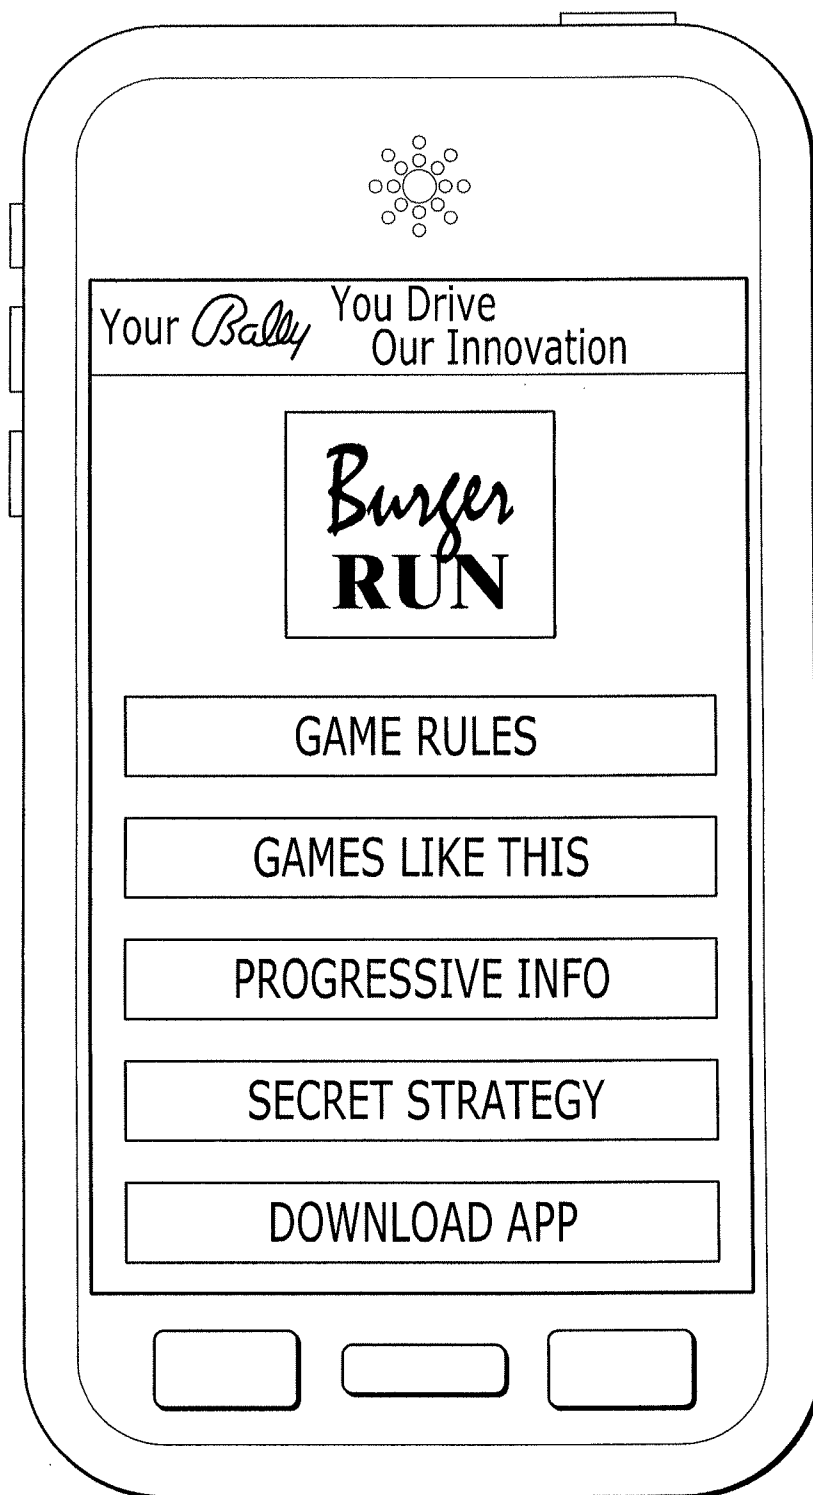 Your Bally You Drive
Our Innovation
Burger
RUN
GAME RULES
GAMES LIKE THIS
PROGRESSIVE INFO
SECRET STRATEGY
DOWNLOAD APP